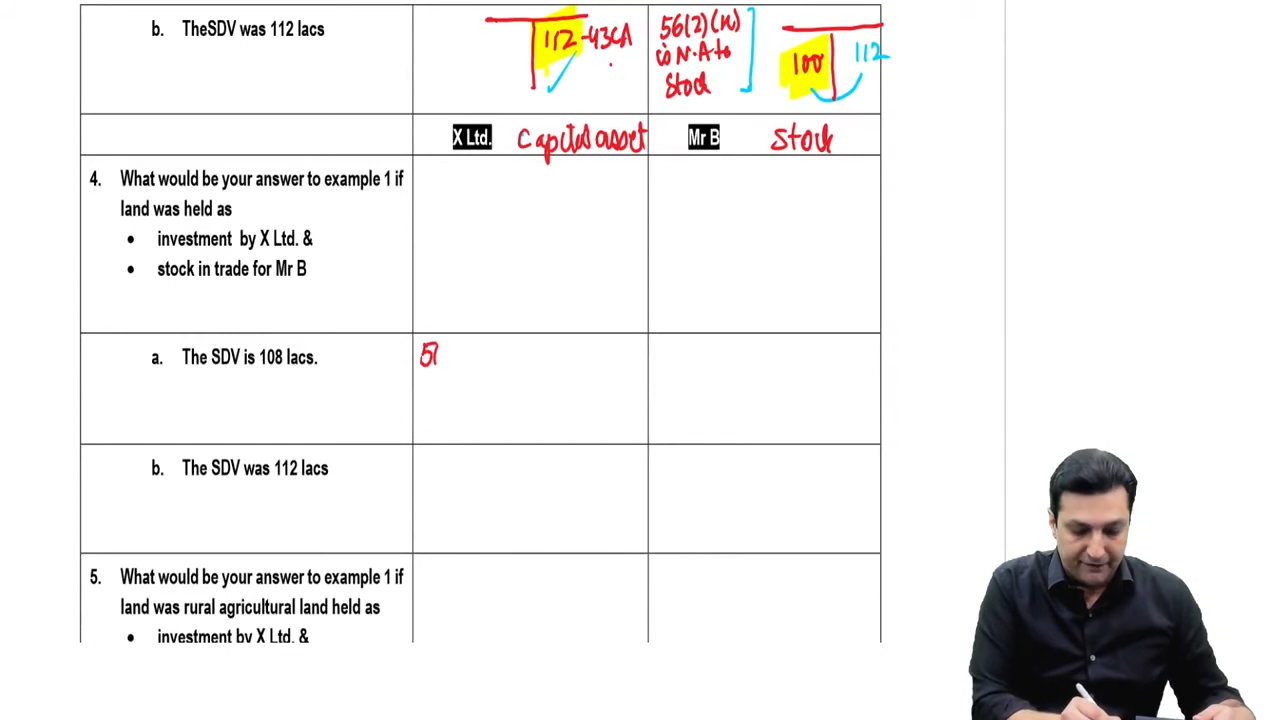 b. TheSDV was 112 lacs
112 -43CA
56(2)(x)
is N.A to
Stock
100
112
X Ltd. Capital asset
Mr B Stock
4. What would be your answer to example 1 if
land was held as
• investment by X Ltd. &
• stock in trade for Mr B
a. The SDV is 108 lacs.
50
b. The SDV was 112 lacs
5. What would be your answer to example 1 if
land was rural agricultural land held as
• investment by X Ltd. &